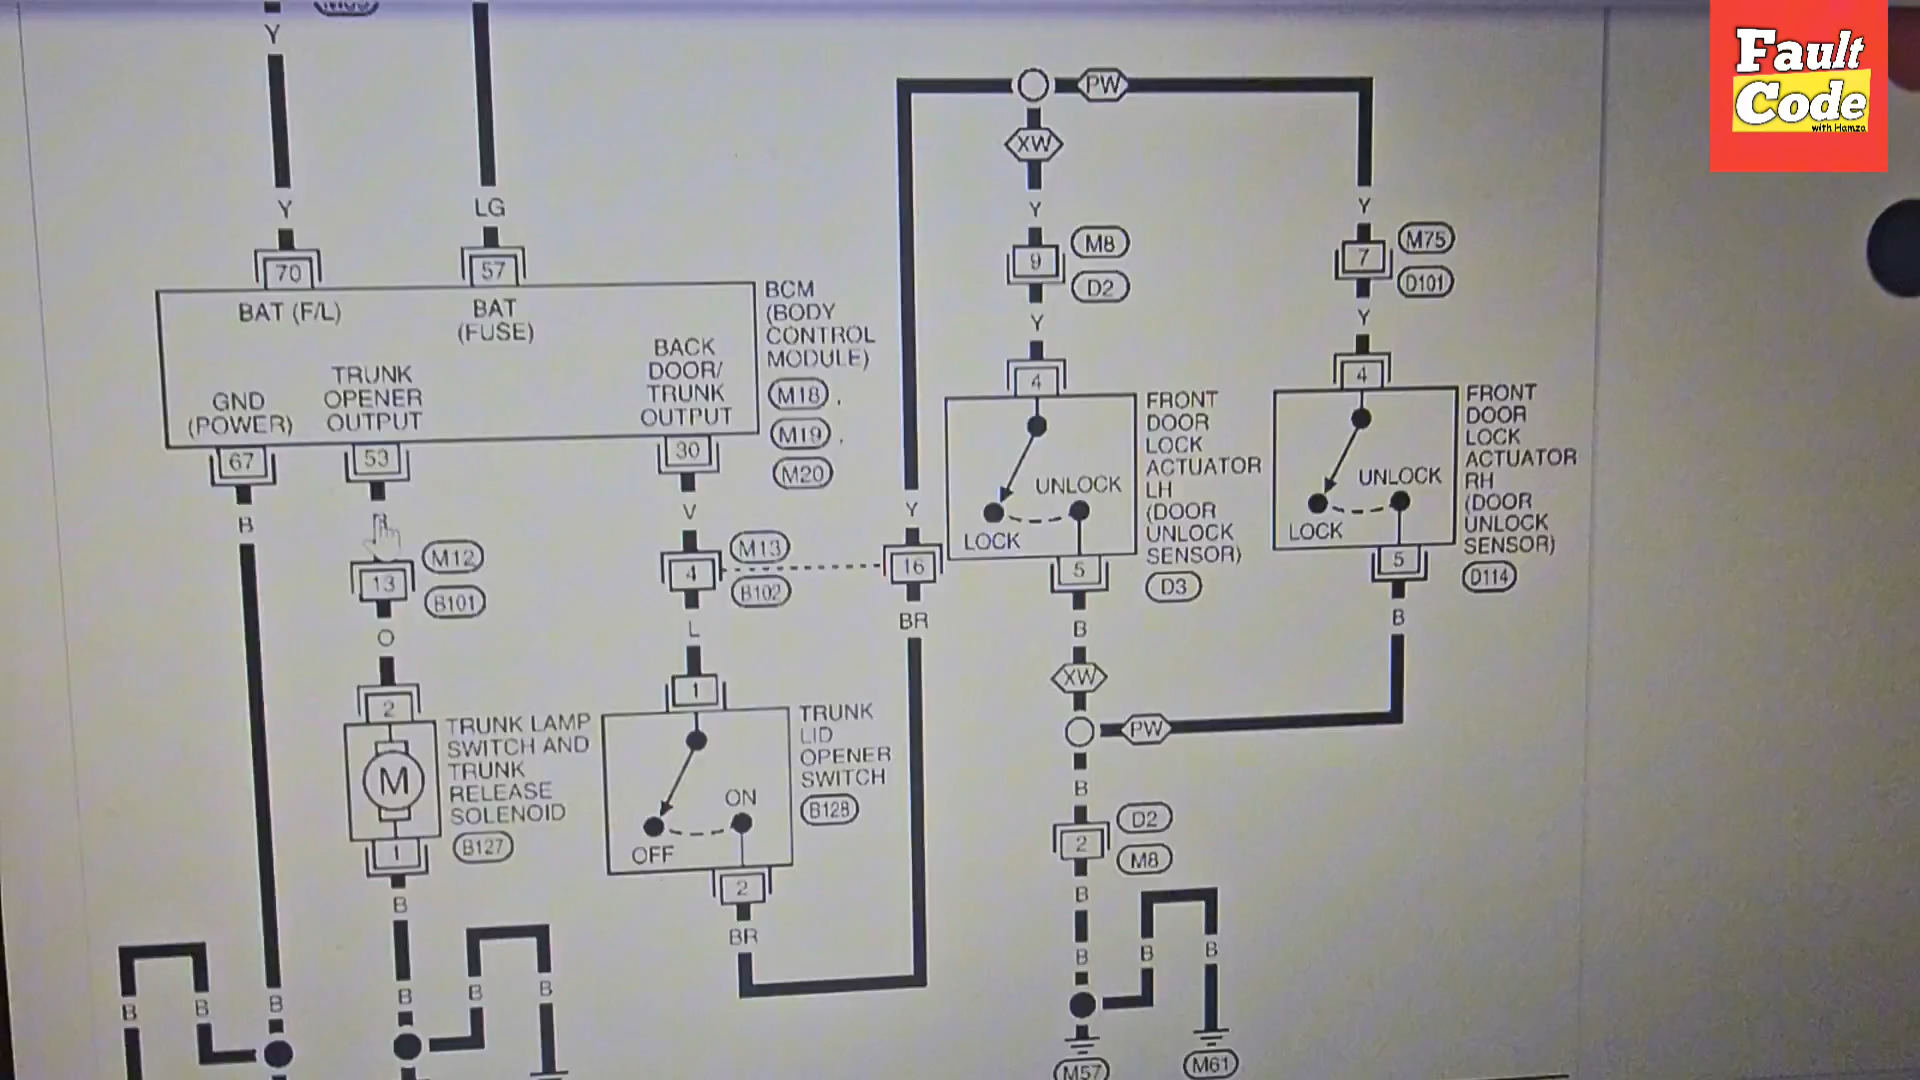 Fault
Code
with Hamza
Y
PW
XW
Y
LG
Y
Y
70
57
9
M8
D2
7
M75
D101
BAT (F/L)
BAT
(FUSE)
BCM
(BODY
CONTROL
MODULE)
M18 ,
M19 ,
M20
GND
(POWER)
TRUNK
OPENER
OUTPUT
BACK
DOOR/
TRUNK
OUTPUT
Y
Y
4
4
67
53
30
FRONT
DOOR
LOCK
ACTUATOR
LH
(DOOR
UNLOCK
SENSOR)
D3
UNLOCK
LOCK
FRONT
DOOR
LOCK
ACTUATOR
RH
(DOOR
UNLOCK
SENSOR)
D114
UNLOCK
LOCK
B
V
Y
13
M12
B101
4
M13
B102
16
5
5
O
L
BR
B
B
2
1
XW
PW
TRUNK LAMP
SWITCH AND
TRUNK
RELEASE
SOLENOID
B127
M
1
TRUNK
LID
OPENER
SWITCH
B128
ON
OFF
2
B
2
D2
M8
B
BR
B
B
B
B
B
B
B
B
B
B
B
M57
M61